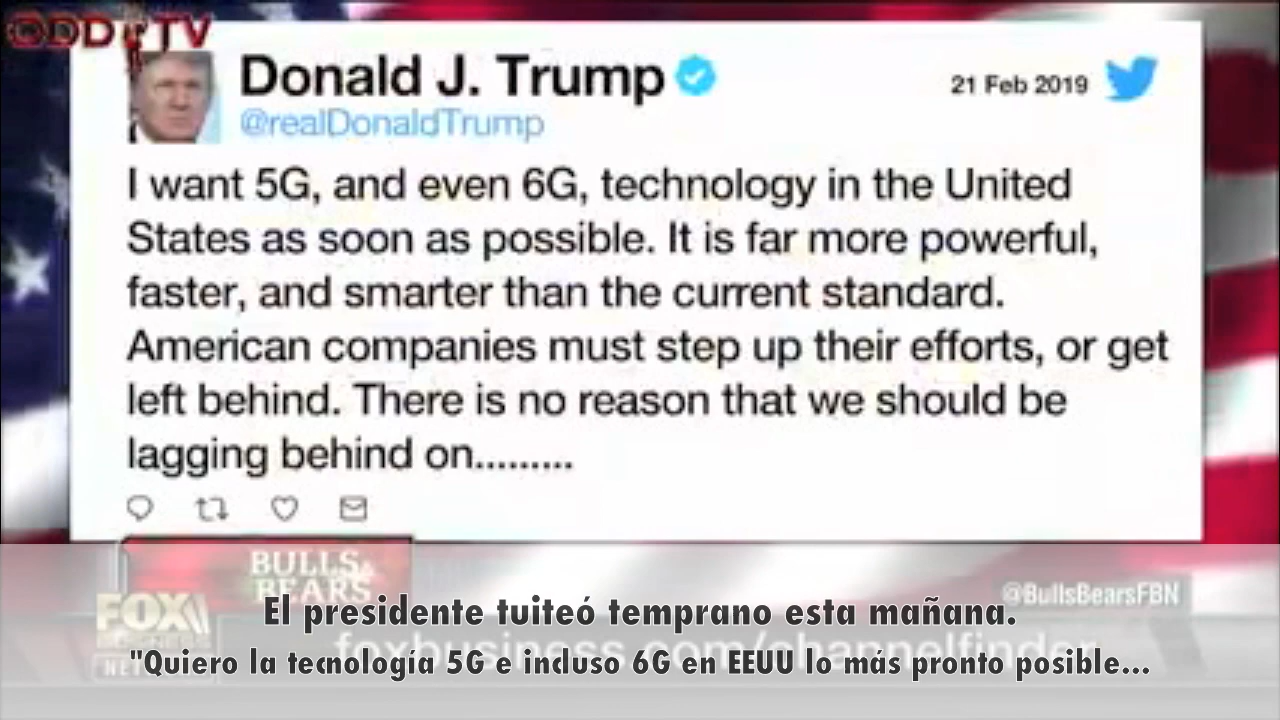 ODD TV
Donald J. Trump
21 Feb 2019
@realDonaldTrump
I want 5G, and even 6G, technology in the United
States as soon as possible. It is far more powerful,
faster, and smarter than the current standard.
American companies must step up their efforts, or get
left behind. There is no reason that we should be
lagging behind on.........
BULLS &
BEARS
@BullsBearsFBN
FOX
BUSINESS
NETWORK
foxbusiness.com/channelfinder
El presidente tuiteó temprano esta mañana.
"Quiero la tecnología 5G e incluso 6G en EEUU lo más pronto posible...